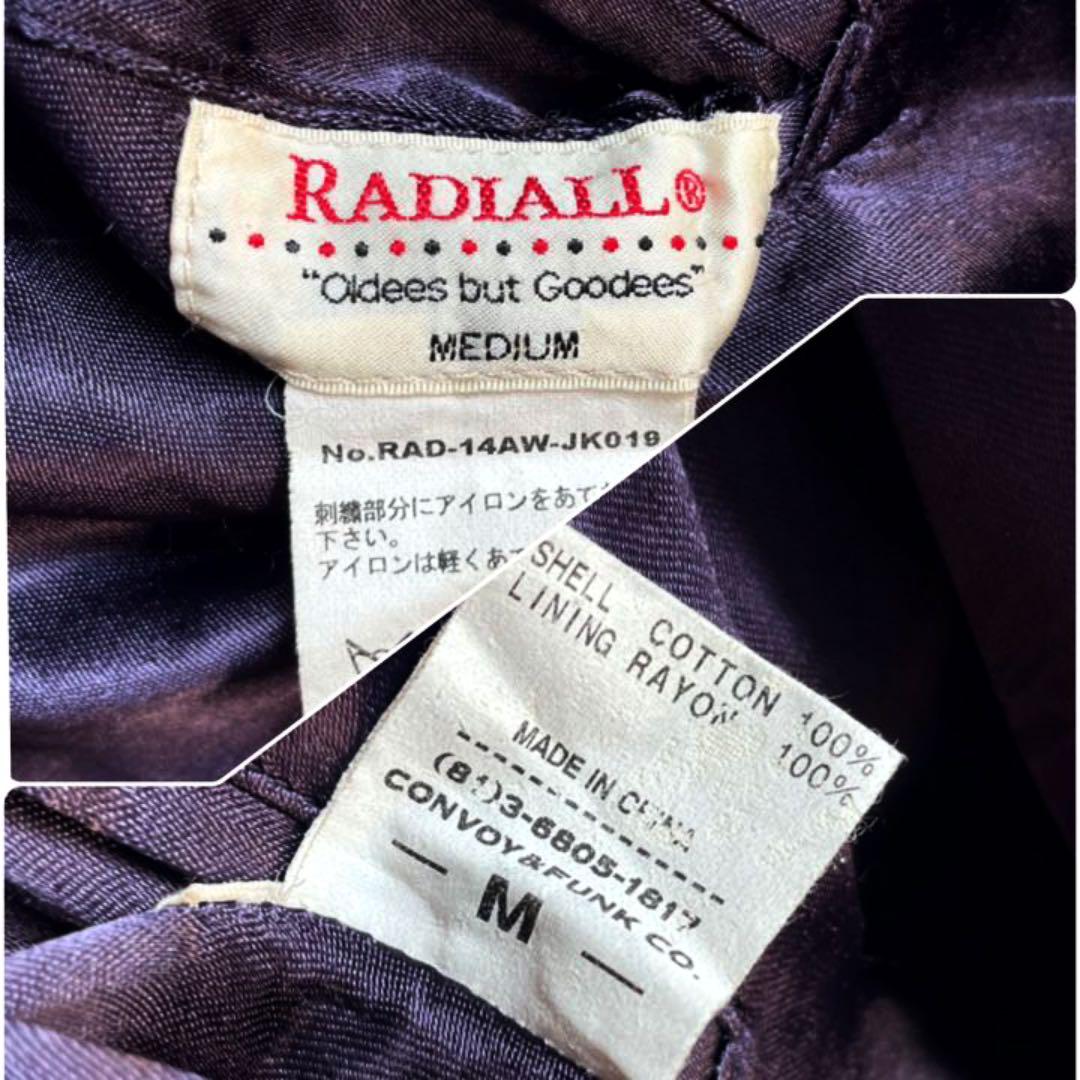 RADIALL®
"Oldees but Goodees"
MEDIUM
No.RAD-14AW-JK019
刺繍部分にアイロンをあて
下さい。
アイロンは軽くあ
SHELL COTTON 100%
LINING RAYON 100%
MADE IN CHINA
(81)3-6805-1817
CONVOY&FUNK CO.
— M —